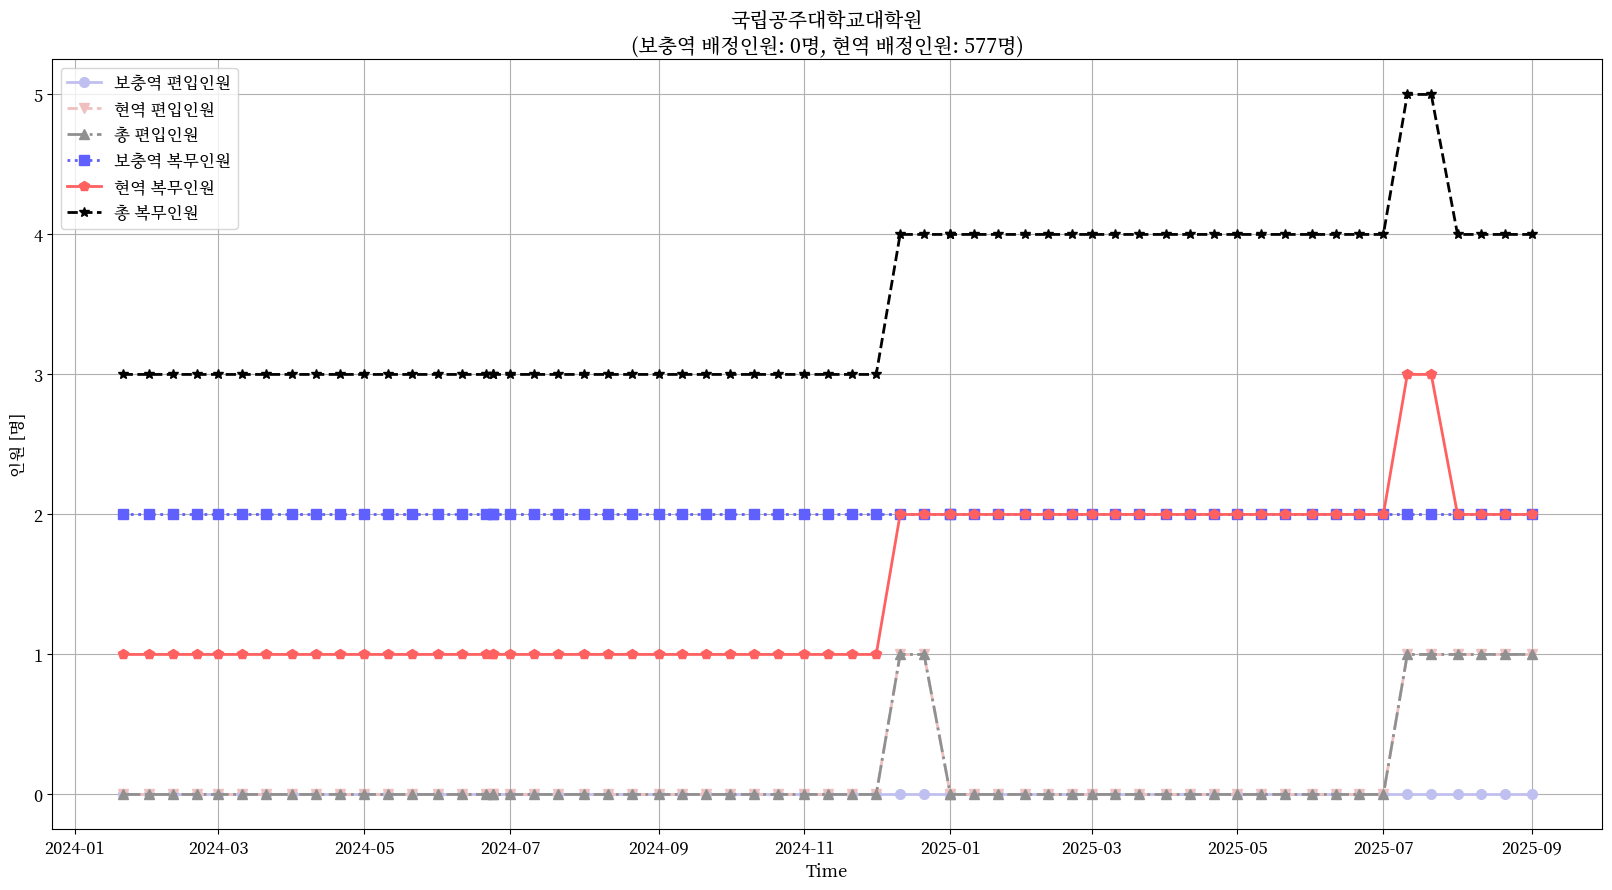 국립공주대학교대학원
(보충역 배정인원: 0명, 현역 배정인원: 577명)
보충역 편입인원
현역 편입인원
총 편입인원
보충역 복무인원
현역 복무인원
총 복무인원
인원 [명]
5
4
3
2
1
0
2024-01
2024-03
2024-05
2024-07
2024-09
2024-11
2025-01
2025-03
2025-05
2025-07
2025-09
Time